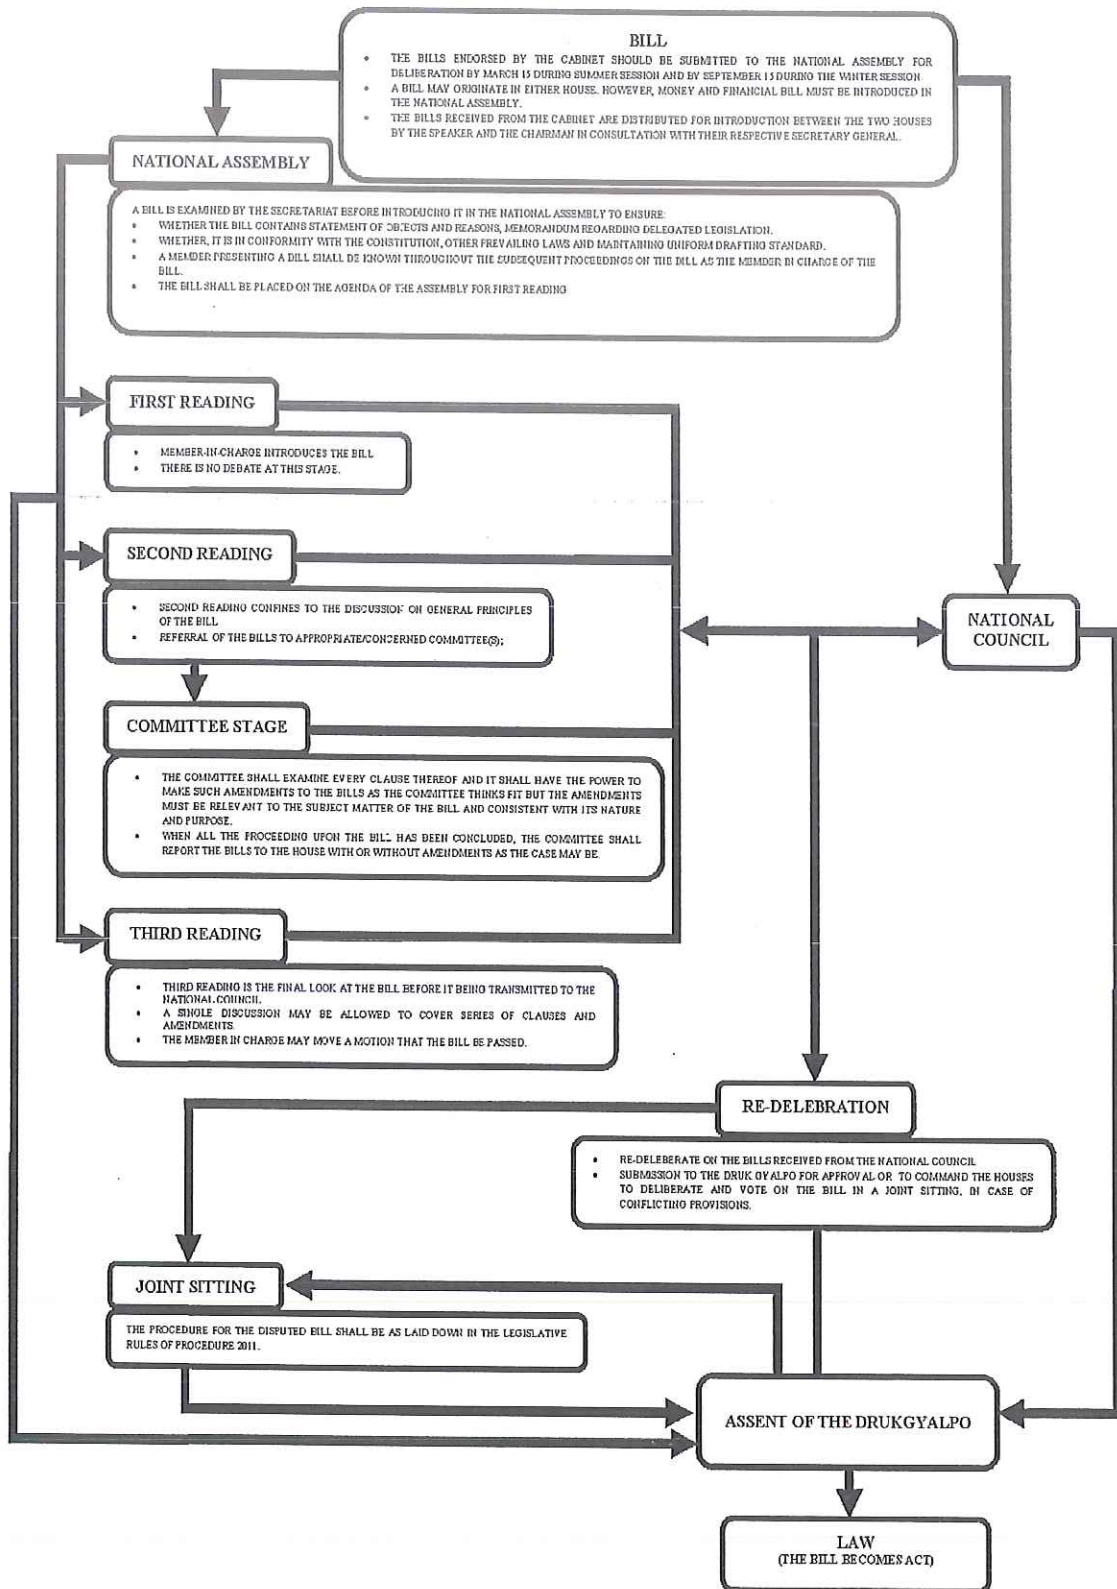 BILL
• THE BILLS ENDORSED BY THE CABINET SHOULD BE SUBMITTED TO THE NATIONAL ASSEMBLY FOR
DELIBERATION BY MARCH 15 DURING SUMMER SESSION AND BY SEPTEMBER 15 DURING THE WINTER SESSION.
• A BILL MAY ORIGINATE IN EITHER HOUSE. HOWEVER, MONEY AND FINANCIAL BILL MUST BE INTRODUCED IN
THE NATIONAL ASSEMBLY.
• THE BILLS RECEIVED FROM THE CABINET ARE DISTRIBUTED FOR INTRODUCTION BETWEEN THE TWO HOUSES
BY THE SPEAKER AND THE CHAIRMAN IN CONSULTATION WITH THEIR RESPECTIVE SECRETARY GENERAL.
NATIONAL ASSEMBLY
A BILL IS EXAMINED BY THE SECRETARIAT BEFORE INTRODUCING IT IN THE NATIONAL ASSEMBLY TO ENSURE:
• WHETHER THE BILL CONTAINS STATEMENT OF OBJECTS AND REASONS, MEMORANDUM REGARDING DELEGATED LEGISLATION.
• WHETHER, IT IS IN CONFORMITY WITH THE CONSTITUTION, OTHER PREVAILING LAWS AND MAINTAINING UNIFORM DRAFTING STANDARD.
• A MEMBER PRESENTING A BILL SHALL BE KNOWN THROUGHOUT THE SUBSEQUENT PROCEEDINGS ON THE BILL AS THE MEMBER IN CHARGE OF THE
BILL.
• THE BILL SHALL BE PLACED ON THE AGENDA OF THE ASSEMBLY FOR FIRST READING
FIRST READING
• MEMBER-IN-CHARGE INTRODUCES THE BILL
• THERE IS NO DEBATE AT THIS STAGE.
SECOND READING
• SECOND READING CONFINES TO THE DISCUSSION ON GENERAL PRINCIPLES
OF THE BILL
• REFERRAL OF THE BILLS TO APPROPRIATE/CONCERNED COMMITTEE(S);
NATIONAL
COUNCIL
COMMITTEE STAGE
• THE COMMITTEE SHALL EXAMINE EVERY CLAUSE THEREOF AND IT SHALL HAVE THE POWER TO
MAKE SUCH AMENDMENTS TO THE BILLS AS THE COMMITTEE THINKS FIT BUT THE AMENDMENTS
MUST BE RELEVANT TO THE SUBJECT MATTER OF THE BILL AND CONSISTENT WITH ITS NATURE
AND PURPOSE.
• WHEN ALL THE PROCEEDING UPON THE BILL HAS BEEN CONCLUDED, THE COMMITTEE SHALL
REPORT THE BILLS TO THE HOUSE WITH OR WITHOUT AMENDMENTS AS THE CASE MAY BE.
THIRD READING
• THIRD READING IS THE FINAL LOOK AT THE BILL BEFORE IT BEING TRANSMITTED TO THE
NATIONAL COUNCIL.
• A SINGLE DISCUSSION MAY BE ALLOWED TO COVER SERIES OF CLAUSES AND
AMENDMENTS.
• THE MEMBER IN CHARGE MAY MOVE A MOTION THAT THE BILL BE PASSED.
RE-DELEBRATION
• RE-DELEBERATE ON THE BILLS RECEIVED FROM THE NATIONAL COUNCIL
• SUBMISSION TO THE DRUK GYALPO FOR APPROVAL OR TO COMMAND THE HOUSES
TO DELIBERATE AND VOTE ON THE BILL IN A JOINT SITTING, IN CASE OF
CONFLICTING PROVISIONS.
JOINT SITTING
THE PROCEDURE FOR THE DISPUTED BILL SHALL BE AS LAID DOWN IN THE LEGISLATIVE
RULES OF PROCEDURE 2011.
ASSENT OF THE DRUKGYALPO
LAW
(THE BILL BECOMES ACT)